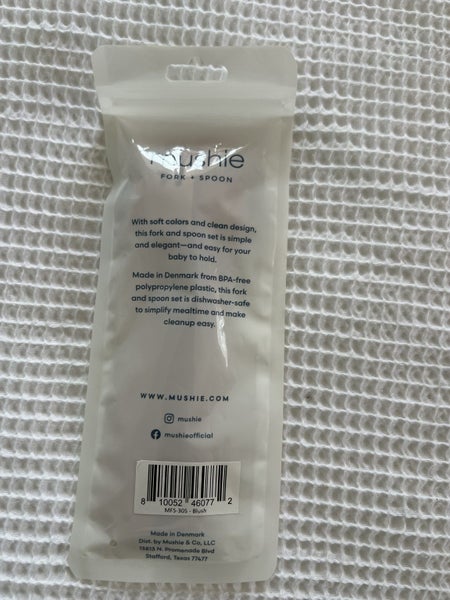 mushie
FORK + SPOON
With soft colors and clean design,
this fork and spoon set is simple
and elegant—and easy for your
baby to hold.
Made in Denmark from BPA-free
polypropylene plastic, this fork
and spoon set is dishwasher-safe
to simplify mealtime and make
cleanup easy.
WWW.MUSHIE.COM
mushie
mushieofficial
8 10052 46077 2
MFS-305 - Blush
Made in Denmark
Dist. by Mushie & Co, LLC
13813 N. Promenade Blvd
Stafford, Texas 77477